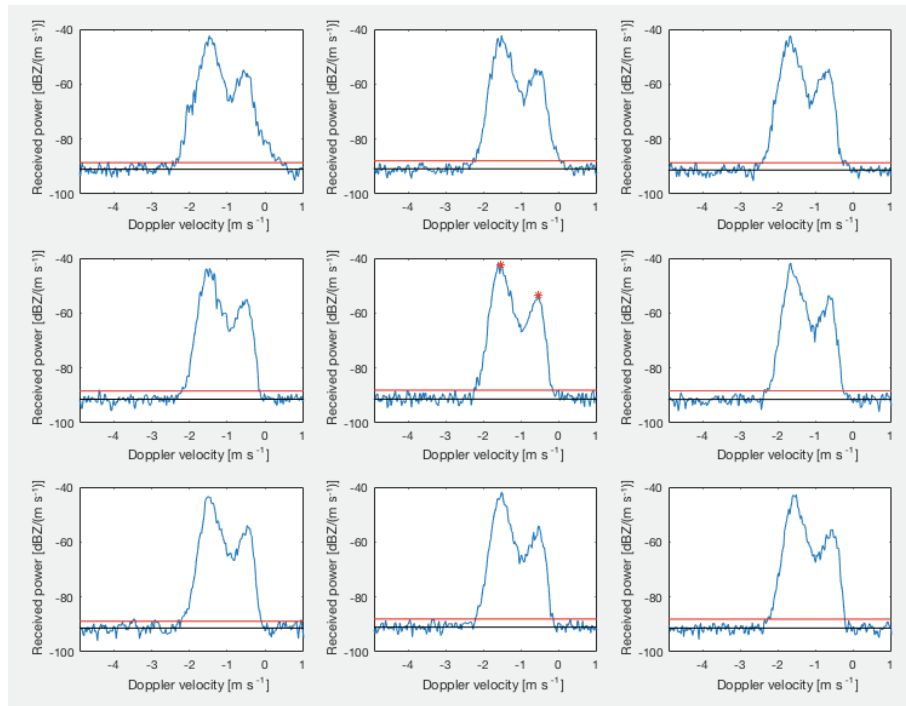 Received power [dBZ/(m s⁻¹)]
-40
-60
-80
-100
-4 -3 -2 -1 0 1
Doppler velocity [m s⁻¹]
Received power [dBZ/(m s⁻¹)]
-40
-60
-80
-100
-4 -3 -2 -1 0 1
Doppler velocity [m s⁻¹]
Received power [dBZ/(m s⁻¹)]
-40
-60
-80
-100
-4 -3 -2 -1 0 1
Doppler velocity [m s⁻¹]
Received power [dBZ/(m s⁻¹)]
-40
-60
-80
-100
-4 -3 -2 -1 0 1
Doppler velocity [m s⁻¹]
Received power [dBZ/(m s⁻¹)]
-40
-60
-80
-100
-4 -3 -2 -1 0 1
Doppler velocity [m s⁻¹]
Received power [dBZ/(m s⁻¹)]
-40
-60
-80
-100
-4 -3 -2 -1 0 1
Doppler velocity [m s⁻¹]
Received power [dBZ/(m s⁻¹)]
-40
-60
-80
-100
-4 -3 -2 -1 0 1
Doppler velocity [m s⁻¹]
Received power [dBZ/(m s⁻¹)]
-40
-60
-80
-100
-4 -3 -2 -1 0 1
Doppler velocity [m s⁻¹]
Received power [dBZ/(m s⁻¹)]
-40
-60
-80
-100
-4 -3 -2 -1 0 1
Doppler velocity [m s⁻¹]